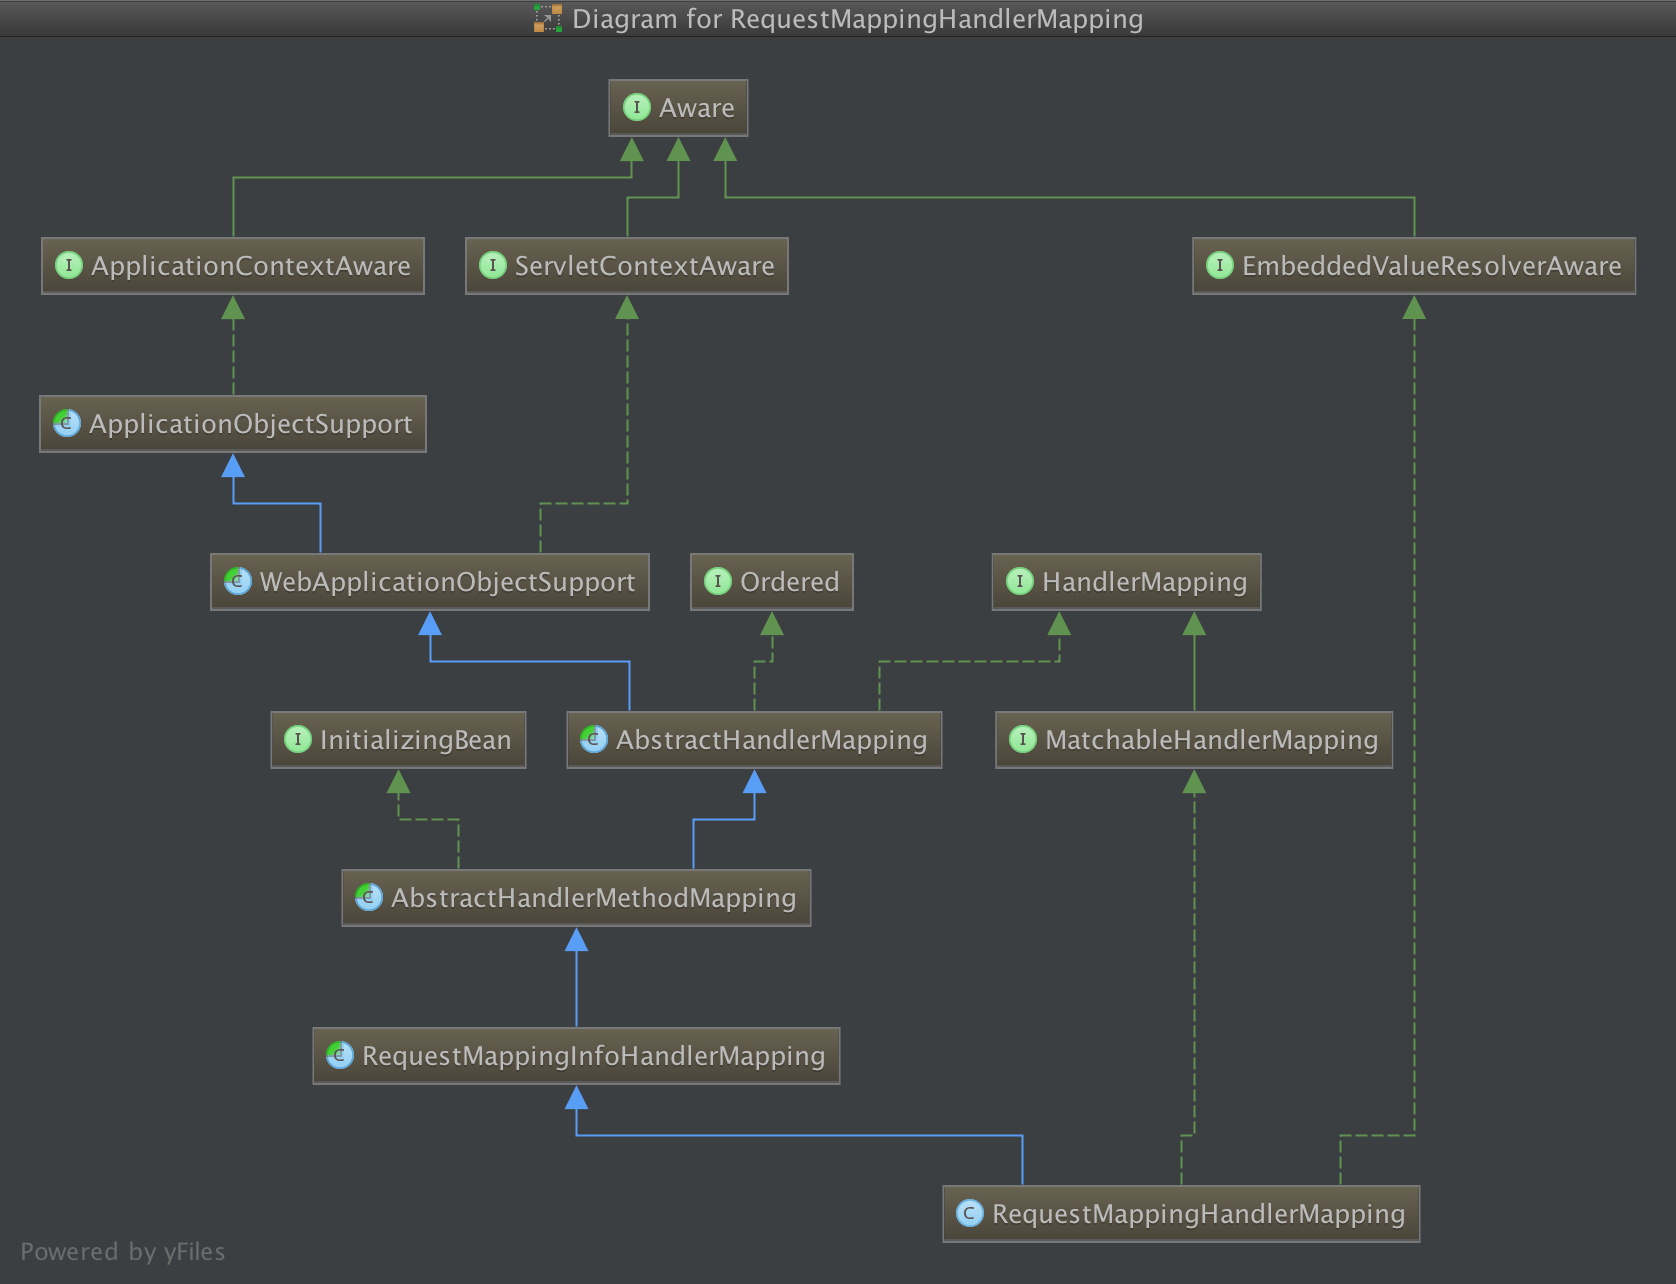 Diagram for RequestMappingHandlerMapping
I Aware
I ApplicationContextAware
I ServletContextAware
I EmbeddedValueResolverAware
C ApplicationObjectSupport
C WebApplicationObjectSupport
I Ordered
I HandlerMapping
I InitializingBean
C AbstractHandlerMapping
I MatchableHandlerMapping
C AbstractHandlerMethodMapping
C RequestMappingInfoHandlerMapping
C RequestMappingHandlerMapping
Powered by yFiles